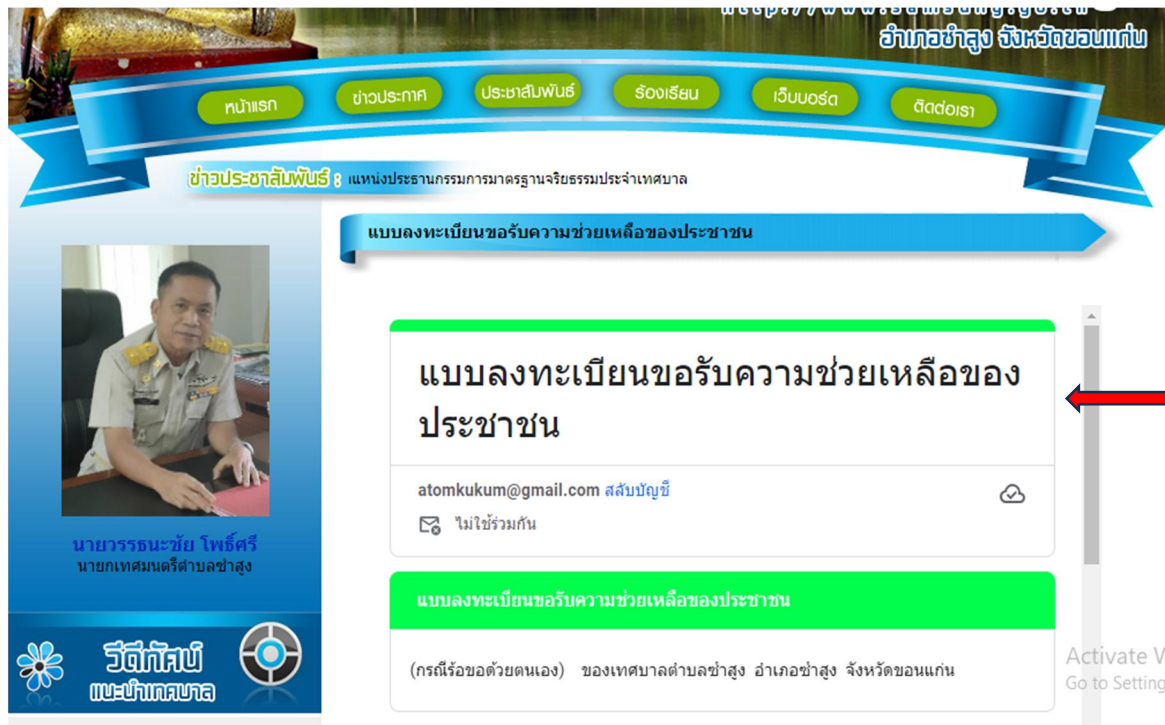 อำเภอซำสูง จังหวัดขอนแก่น
หน้าแรก
ข่าวประกาศ
ประชาสัมพันธ์
ร้องเรียน
เว็บบอร์ด
ติดต่อเรา
ข่าวประชาสัมพันธ์ : แหน่งประธานกรรมการมาตรฐานจริยธรรมประจำเทศบาล
แบบลงทะเบียนขอรับความช่วยเหลือของประชาชน
แบบลงทะเบียนขอรับความช่วยเหลือของ
ประชาชน
atomkukum@gmail.com สลับบัญชี
ไม่ใช้ร่วมกัน
นายวรรธนะชัย โพธิ์ศรี
นายกเทศมนตรีตำบลซำสูง
แบบลงทะเบียนขอรับความช่วยเหลือของประชาชน
วีดีทัศน์
แนะนำเทศบาล
(กรณีร้อขอด้วยตนเอง) ของเทศบาลตำบลซำสูง อำเภอซำสูง จังหวัดขอนแก่น
Activate
Go to Setting